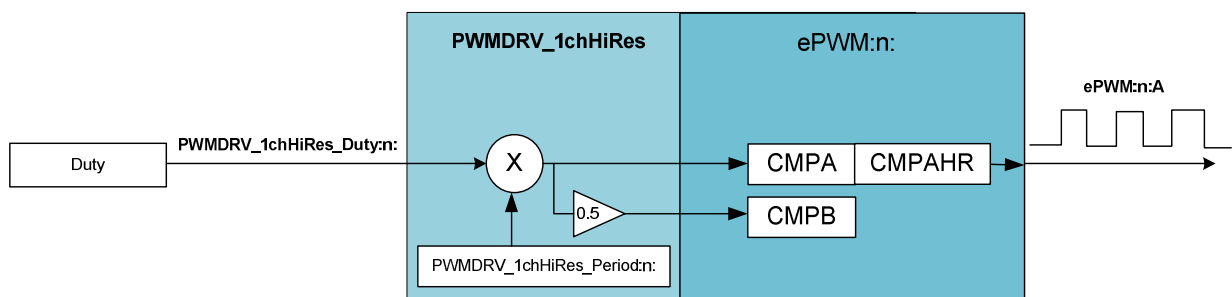 PWMDRV_1chHiRes
ePWM:n:
ePWM:n:A
PWMDRV_1chHiRes_Duty:n:
Duty
X
CMPA
CMPAHR
0.5
CMPB
PWMDRV_1chHiRes_Period:n: